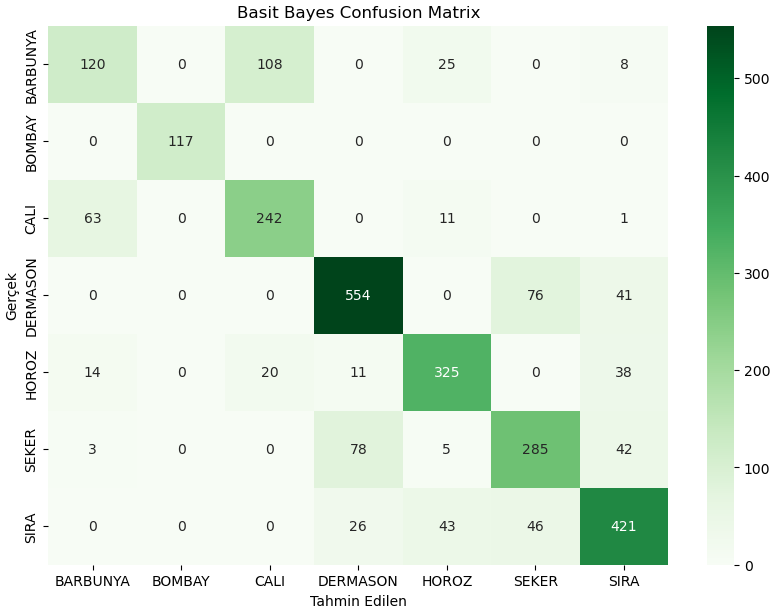 Basit Bayes Confusion Matrix
BARBUNYA 120 0 108 0 25 0 8
BOMBAY 0 117 0 0 0 0 0
CALI 63 0 242 0 11 0 1
DERMASON 0 0 0 554 0 76 41
HOROZ 14 0 20 11 325 0 38
SEKER 3 0 0 78 5 285 42
SIRA 0 0 0 26 43 46 421
Gerçek
BARBUNYA BOMBAY CALI DERMASON HOROZ SEKER SIRA
Tahmin Edilen
500
400
300
200
100
0